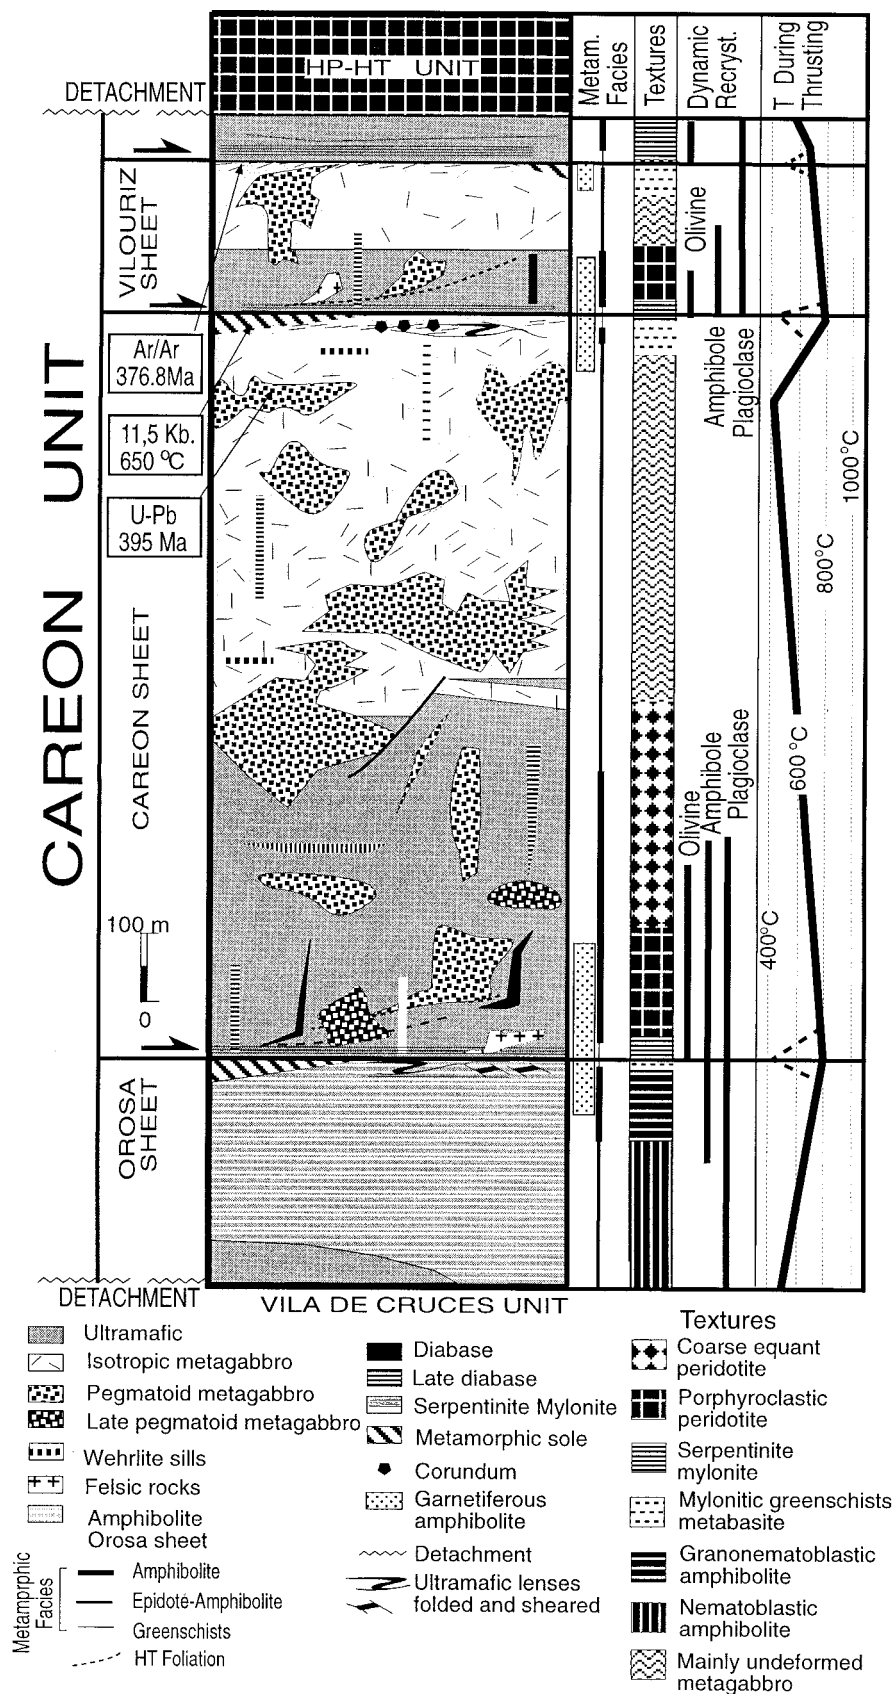 HP-HT UNIT
Metam. Facies
Textures
Dynamic Recryst.
T During Thrusting
DETACHMENT
CAREON UNIT
VILOURIZ SHEET
Ar/Ar
376.8Ma
11,5 Kb.
650 ºC
U-Pb
395 Ma
CAREON SHEET
100 m
0
OROSA SHEET
Olivine
Amphibole
Plagioclase
Olivine
Amphibole
Plagioclase
1000°C
800°C
600°C
400°C
DETACHMENT
VILA DE CRUCES UNIT
Ultramafic
Isotropic metagabbro
Pegmatoid metagabbro
Late pegmatoid metagabbro
Wehrlite sills
Felsic rocks
Amphibolite
Orosa sheet
Metamprphic Facies
Amphibolite
Epidoté-Amphibolite
Greenschists
HT Foliation
Diabase
Late diabase
Serpentinite Mylonite
Metamorphic sole
Corundum
Garnetiferous
amphibolite
Detachment
Ultramafic lenses
folded and sheared
Textures
Coarse equant
peridotite
Porphyroclastic
peridotite
Serpentinite
mylonite
Mylonitic greenschists
metabasite
Granonematoblastic
amphibolite
Nematoblastic
amphibolite
Mainly undeformed
metagabbro